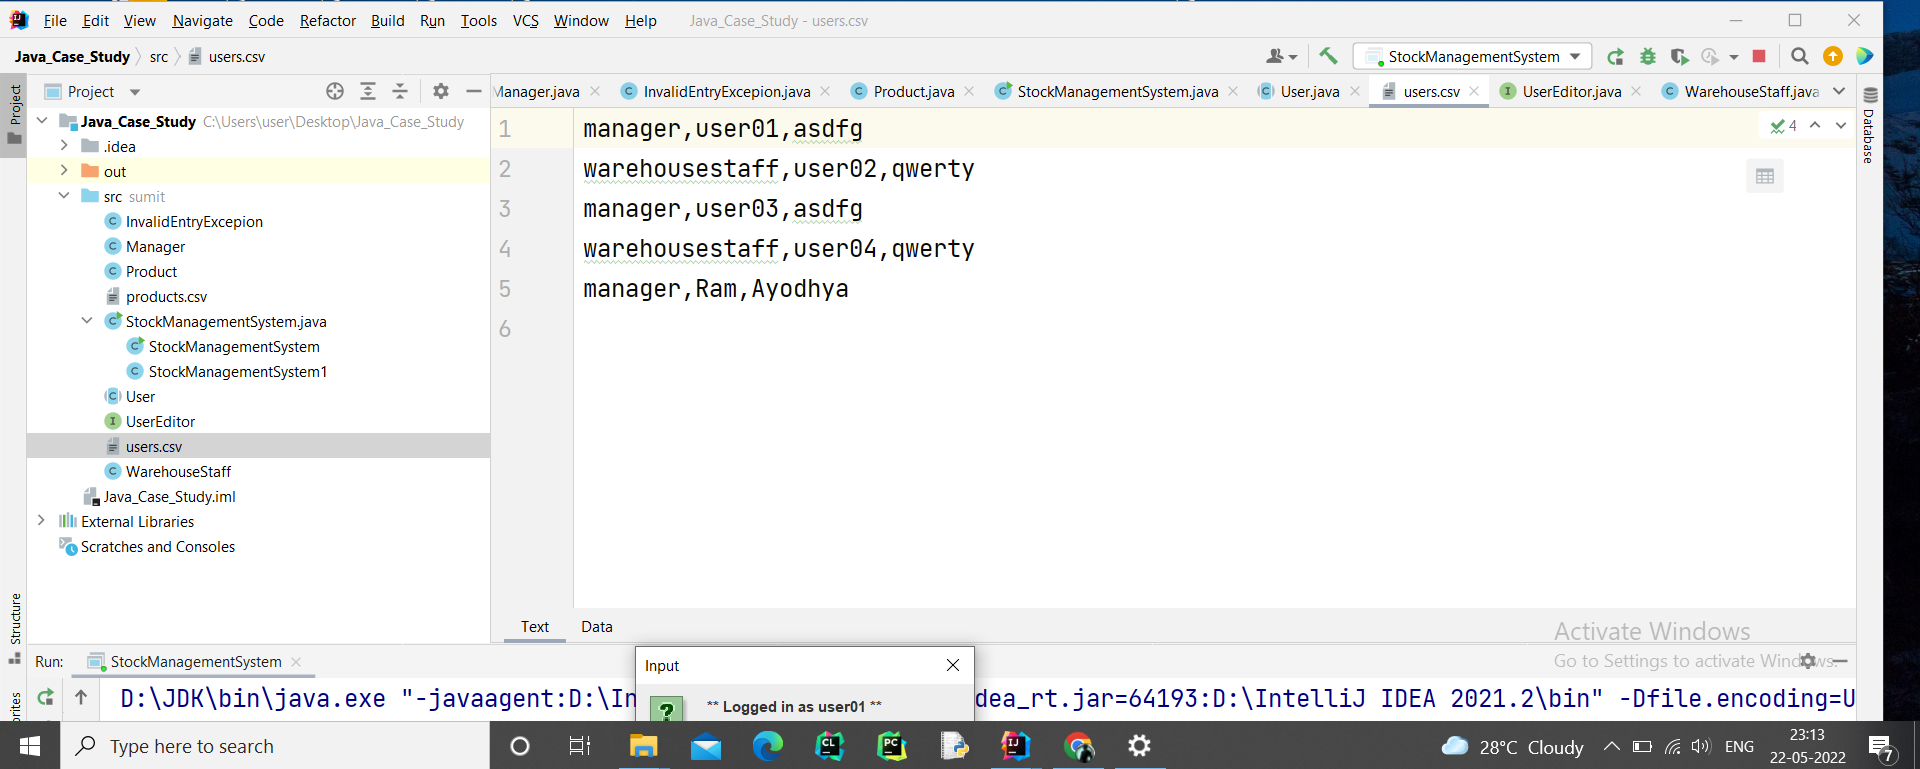 File Edit View Navigate Code Refactor Build Run Tools VCS Window Help Java_Case_Study - users.csv
Java_Case_Study src users.csv
StockManagementSystem
Project
Manager.java InvalidEntryExcepion.java Product.java StockManagementSystem.java User.java users.csv UserEditor.java WarehouseStaff.java
Project
Java_Case_Study C:\Users\user\Desktop\Java_Case_Study
.idea
out
src sumit
InvalidEntryExcepion
Manager
Product
products.csv
StockManagementSystem.java
StockManagementSystem
StockManagementSystem1
User
UserEditor
users.csv
WarehouseStaff
Java_Case_Study.iml
External Libraries
Scratches and Consoles
1 manager,user01,asdfg
2 warehousestaff,user02,qwerty
3 manager,user03,asdfg
4 warehousestaff,user04,qwerty
5 manager,Ram,Ayodhya
6
4
Database
Structure
Text Data
Activate Windows
Go to Settings to activate Windows.
Run: StockManagementSystem
Input
** Logged in as user01 **
D:\JDK\bin\java.exe "-javaagent:D:\In dea_rt.jar=64193:D:\IntelliJ IDEA 2021.2\bin" -Dfile.encoding=U
Type here to search
28°C Cloudy
ENG
23:13
22-05-2022
7